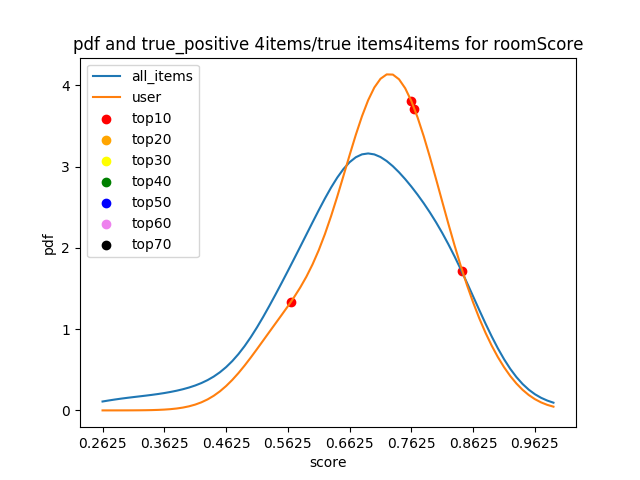 pdf and true_positive 4items/true items4items for roomScore
all_items
user
top10
top20
top30
top40
top50
top60
top70
pdf
4
3
2
1
0
0.2625 0.3625 0.4625 0.5625 0.6625 0.7625 0.8625 0.9625
score